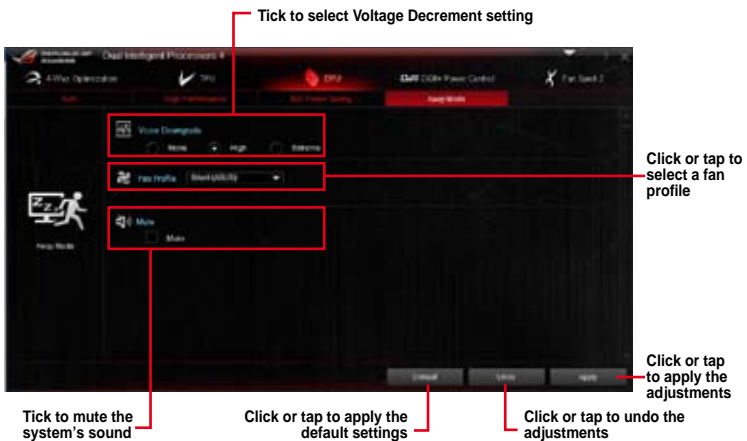 Tick to select Voltage Decrement setting
Dual Intelligent Processors 4
4-Way Optimization
TPU
EPU
DIGI+ Power Control
Fan Xpert 2
Auto
High Performance
Max Power Saving
Away Mode
Vcore Downgrade
None
High
Extreme
Click or tap to
select a fan
profile
Fan Profile
Silent (ASUS)
Mute
Mute
Away Mode
Default
Undo
Apply
Click or tap
to apply the
adjustments
Tick to mute the
system's sound
Click or tap to apply the
default settings
Click or tap to undo the
adjustments